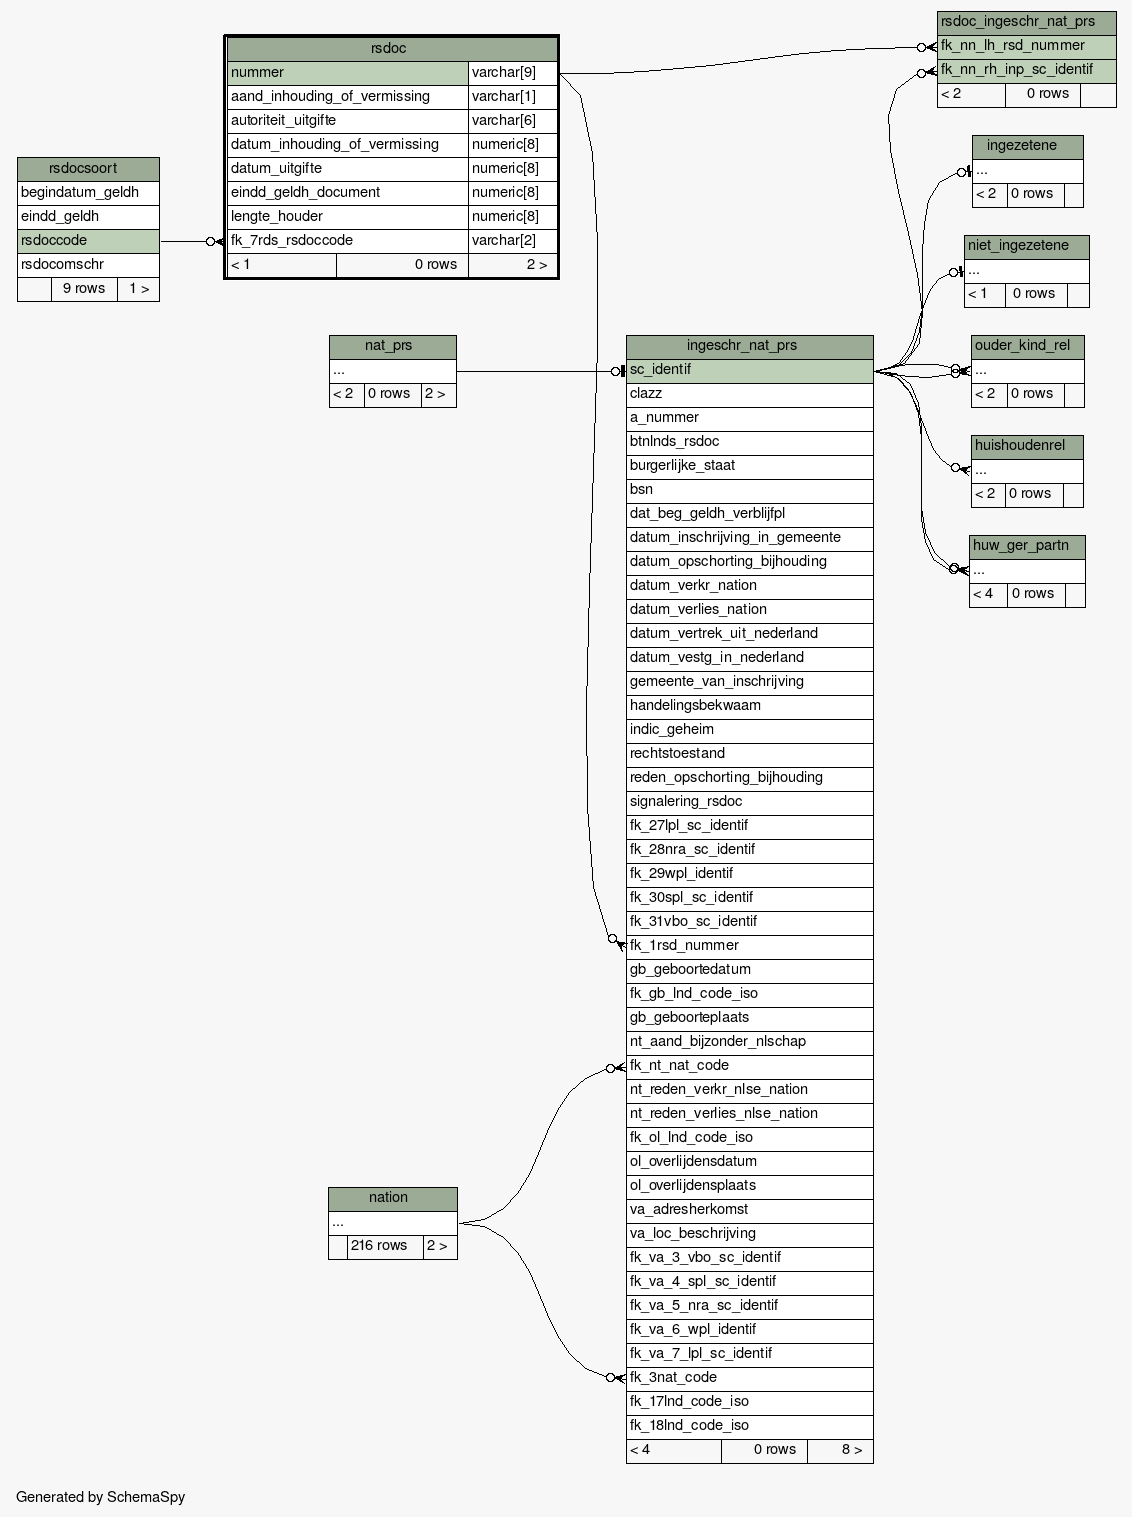 rsdoc_ingeschr_nat_prs
fk_nn_lh_rsd_nummer
fk_nn_rh_inp_sc_identif
< 2 0 rows
rsdoc
nummer varchar[9]
aand_inhouding_of_vermissing varchar[1]
autoriteit_uitgifte varchar[6]
datum_inhouding_of_vermissing numeric[8]
datum_uitgifte numeric[8]
eindd_geldh_document numeric[8]
lengte_houder numeric[8]
fk_7rds_rsdoccode varchar[2]
< 1 0 rows 2 >
rsdocsoort
begindatum_geldh
eindd_geldh
rsdoccode
rsdocomschr
9 rows 1 >
ingezetene
...
< 2 0 rows
niet_ingezetene
...
< 1 0 rows
nat_prs
...
< 2 0 rows 2 >
ingeschr_nat_prs
sc_identif
clazz
a_nummer
btnlnds_rsdoc
burgerlijke_staat
bsn
dat_beg_geldh_verblijfpl
datum_inschrijving_in_gemeente
datum_opschorting_bijhouding
datum_verkr_nation
datum_verlies_nation
datum_vertrek_uit_nederland
datum_vestg_in_nederland
gemeente_van_inschrijving
handelingsbekwaam
indic_geheim
rechtstoestand
reden_opschorting_bijhouding
signalering_rsdoc
fk_27lpl_sc_identif
fk_28nra_sc_identif
fk_29wpl_identif
fk_30spl_sc_identif
fk_31vbo_sc_identif
fk_1rsd_nummer
gb_geboortedatum
fk_gb_lnd_code_iso
gb_geboorteplaats
nt_aand_bijzonder_nlschap
fk_nt_nat_code
nt_reden_verkr_nlse_nation
nt_reden_verlies_nlse_nation
fk_ol_lnd_code_iso
ol_overlijdensdatum
ol_overlijdensplaats
va_adresherkomst
va_loc_beschrijving
fk_va_3_vbo_sc_identif
fk_va_4_spl_sc_identif
fk_va_5_nra_sc_identif
fk_va_6_wpl_identif
fk_va_7_lpl_sc_identif
fk_3nat_code
fk_17lnd_code_iso
fk_18lnd_code_iso
< 4 0 rows 8 >
ouder_kind_rel
...
< 2 0 rows
huishoudenrel
...
< 2 0 rows
huw_ger_partn
...
< 4 0 rows
nation
...
216 rows 2 >
Generated by SchemaSpy